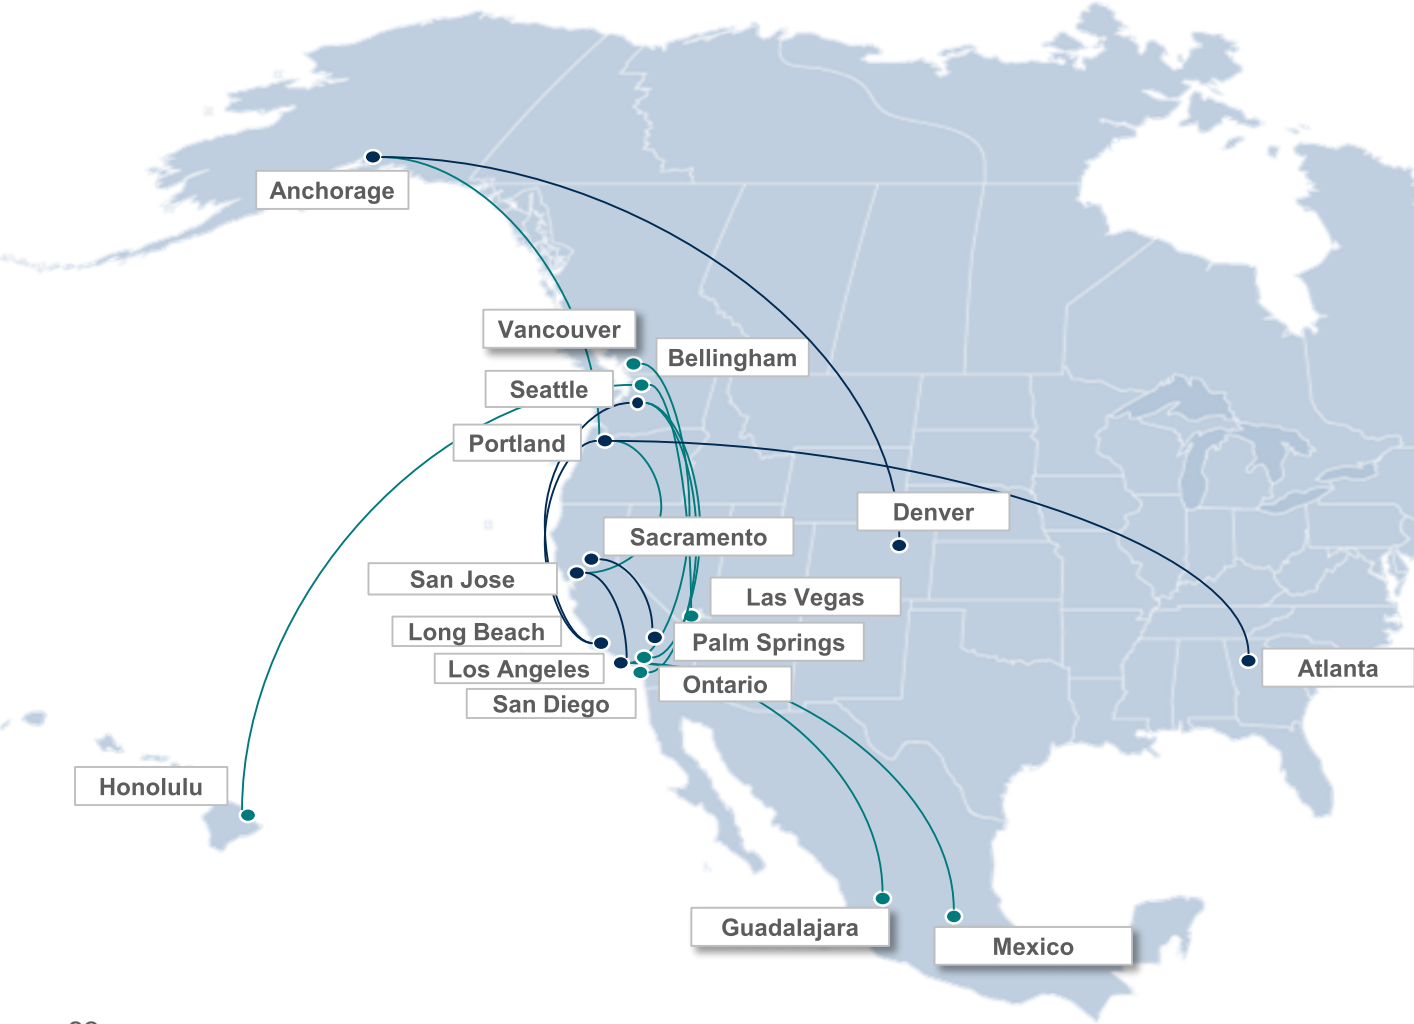 Anchorage
Vancouver
Bellingham
Seattle
Portland
Denver
Sacramento
San Jose
Las Vegas
Long Beach
Palm Springs
Los Angeles
Atlanta
Ontario
San Diego
Honolulu
Guadalajara
Mexico